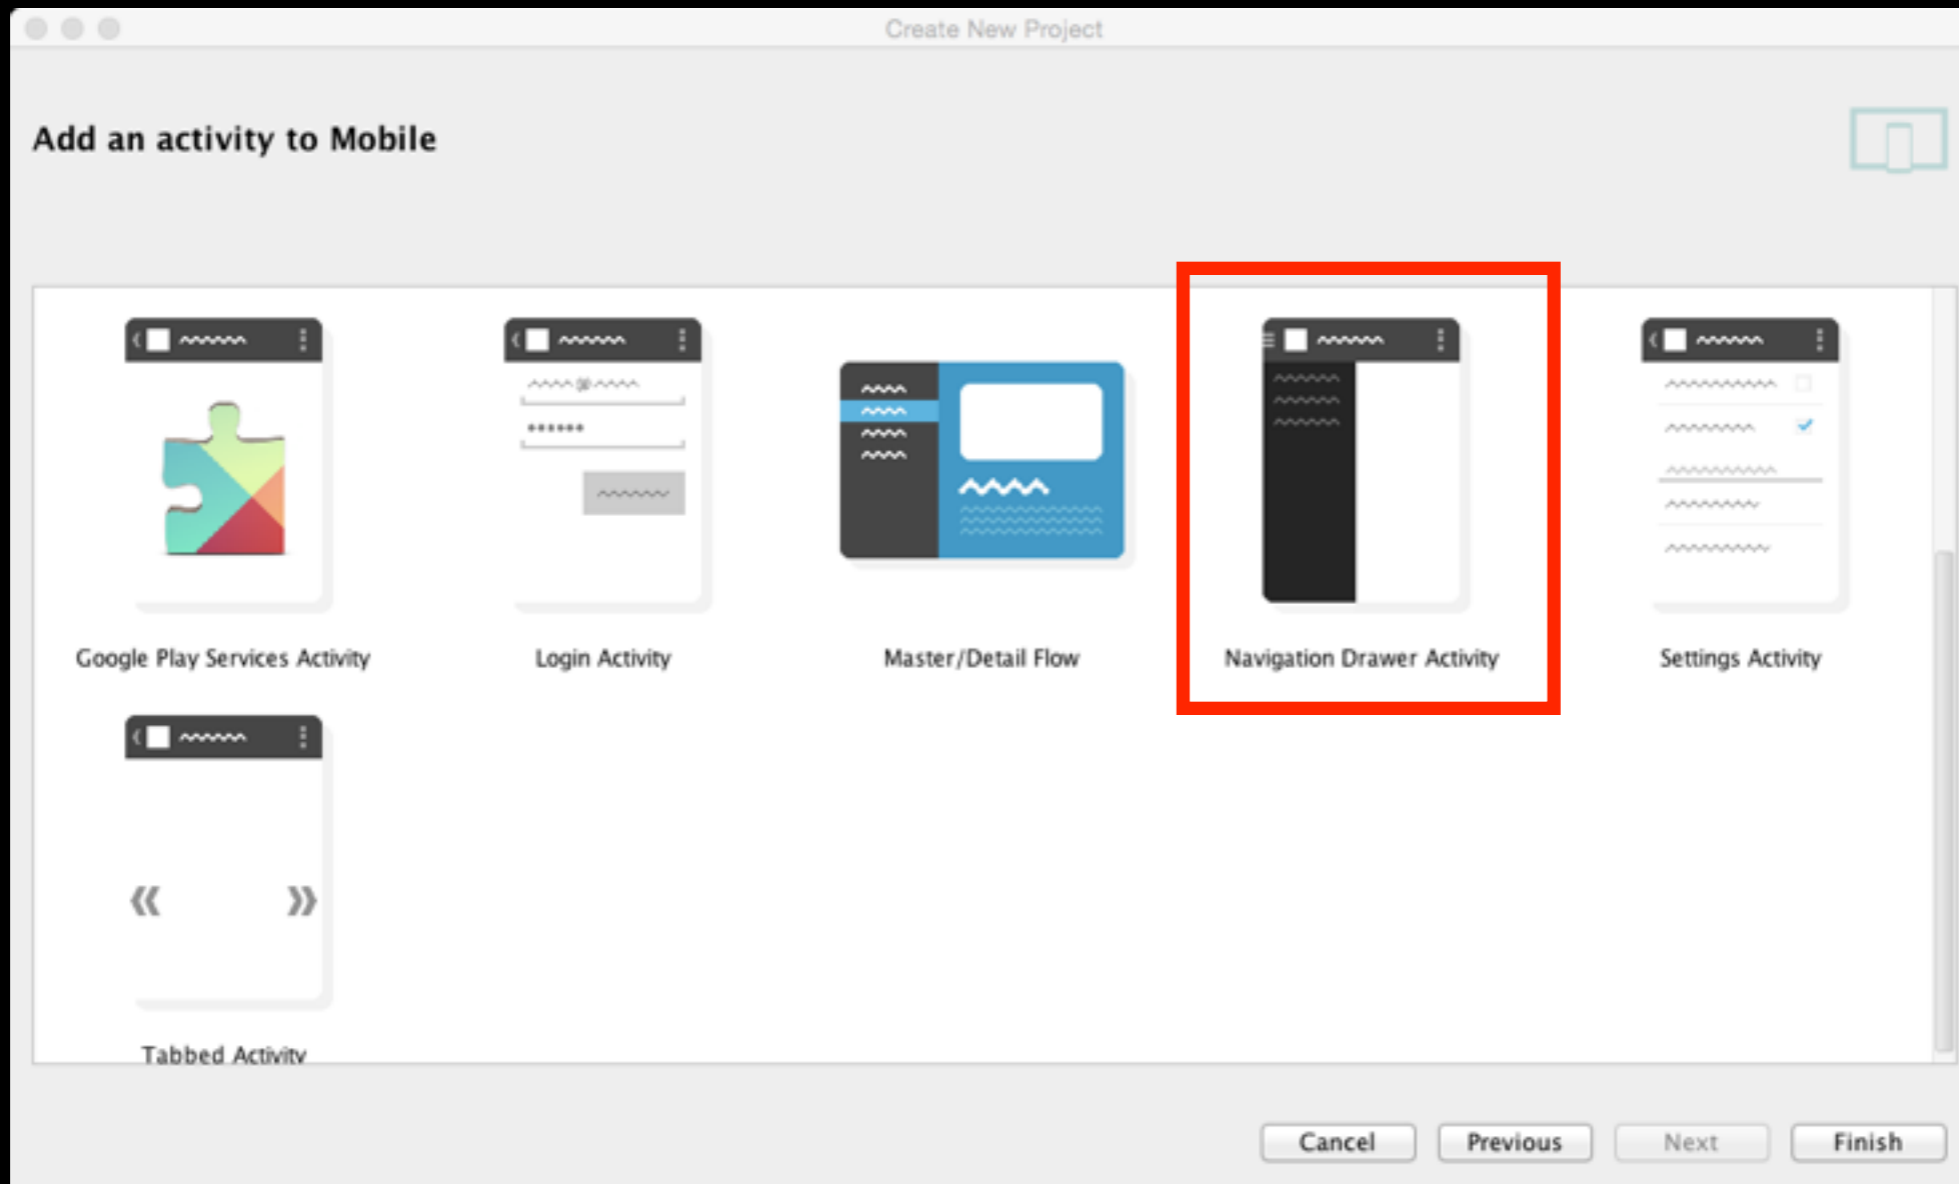 Create New Project
Add an activity to Mobile
Google Play Services Activity
Login Activity
Master/Detail Flow
Navigation Drawer Activity
Settings Activity
Tabbed Activity
Cancel
Previous
Next
Finish